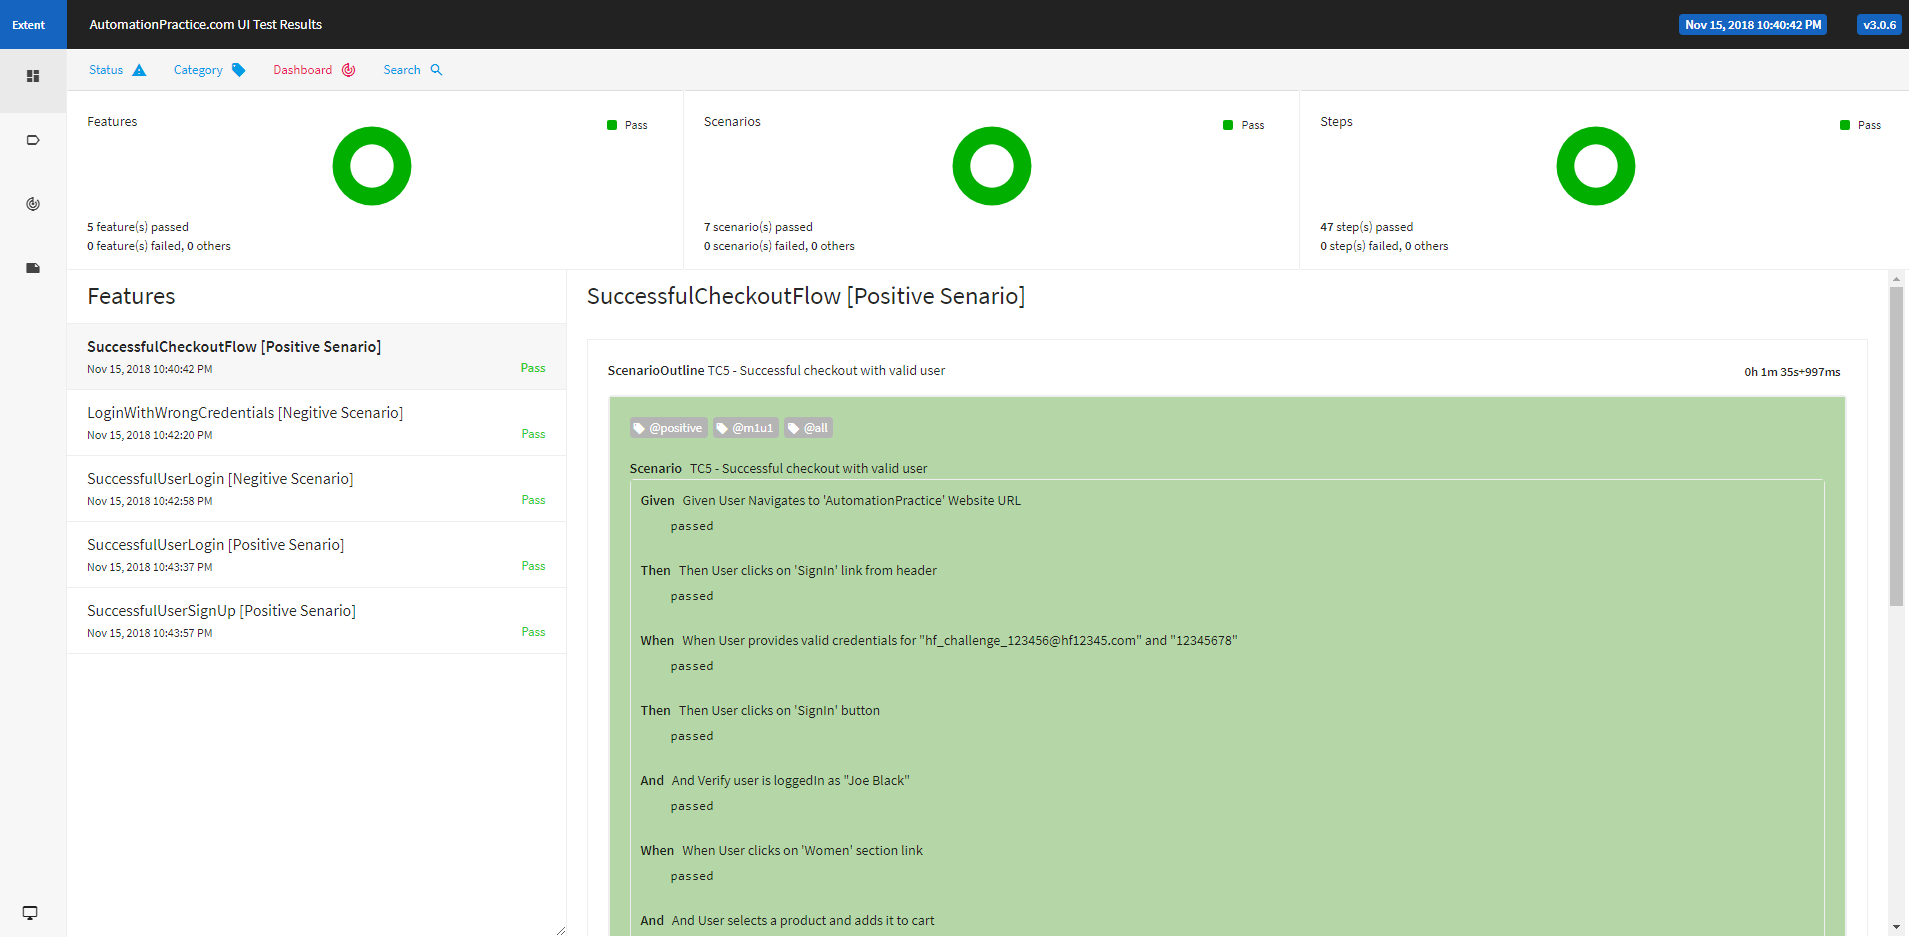 Extent
AutomationPractice.com UI Test Results
Nov 15, 2018 10:40:42 PM
v3.0.6
Status
Category
Dashboard
Search
Features
Pass
5 feature(s) passed
0 feature(s) failed, 0 others
Scenarios
Pass
7 scenario(s) passed
0 scenario(s) failed, 0 others
Steps
Pass
47 step(s) passed
0 step(s) failed, 0 others
Features
SuccessfulCheckoutFlow [Positive Senario]
Nov 15, 2018 10:40:42 PM
Pass
LoginWithWrongCredentials [Negitive Scenario]
Nov 15, 2018 10:42:20 PM
Pass
SuccessfulUserLogin [Negitive Scenario]
Nov 15, 2018 10:42:58 PM
Pass
SuccessfulUserLogin [Positive Senario]
Nov 15, 2018 10:43:37 PM
Pass
SuccessfulUserSignUp [Positive Senario]
Nov 15, 2018 10:43:57 PM
Pass
SuccessfulCheckoutFlow [Positive Senario]
ScenarioOutline TC5 - Successful checkout with valid user
0h 1m 35s+997ms
@positive @m1u1 @all
Scenario TC5 - Successful checkout with valid user
Given Given User Navigates to 'AutomationPractice' Website URL
passed
Then Then User clicks on 'SignIn' link from header
passed
When When User provides valid credentials for "hf_challenge_123456@hf12345.com" and "12345678"
passed
Then Then User clicks on 'SignIn' button
passed
And And Verify user is loggedIn as "Joe Black"
passed
When When User clicks on 'Women' section link
passed
And And User selects a product and adds it to cart